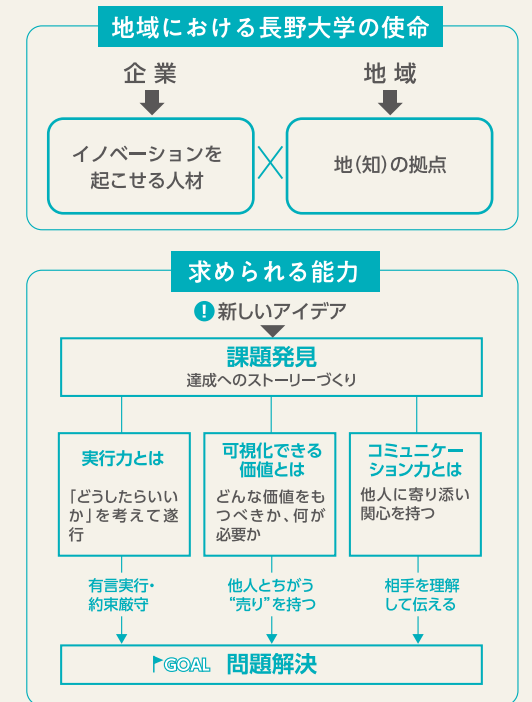 地域における長野大学の使命
企業
地域
イノベーションを
起こせる人材
地(知)の拠点
求められる能力
!新しいアイデア
課題発見
達成へのストーリーづくり
実行力とは
「どうしたらいい
か」を考えて遂
行
有言実行・
約束厳守
可視化できる
価値とは
どんな価値をも
つべきか、何が
必要か
他人とちがう
“売り”を持つ
コミュニケー
ション力とは
他人に寄り添い
関心を持つ
相手を理解
して伝える
GOAL 問題解決